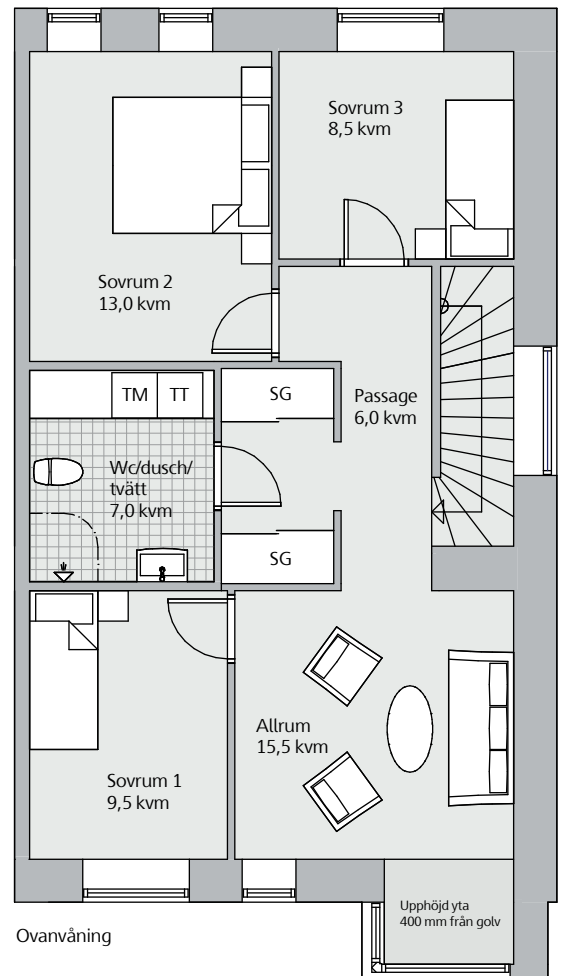 Sovrum 3
8,5 kvm
Sovrum 2
13,0 kvm
TM
TT
SG
Passage
6,0 kvm
Wc/dusch/
tvätt
7,0 kvm
SG
Allrum
15,5 kvm
Sovrum 1
9,5 kvm
Upphöjd yta
400 mm från golv
Ovanvåning